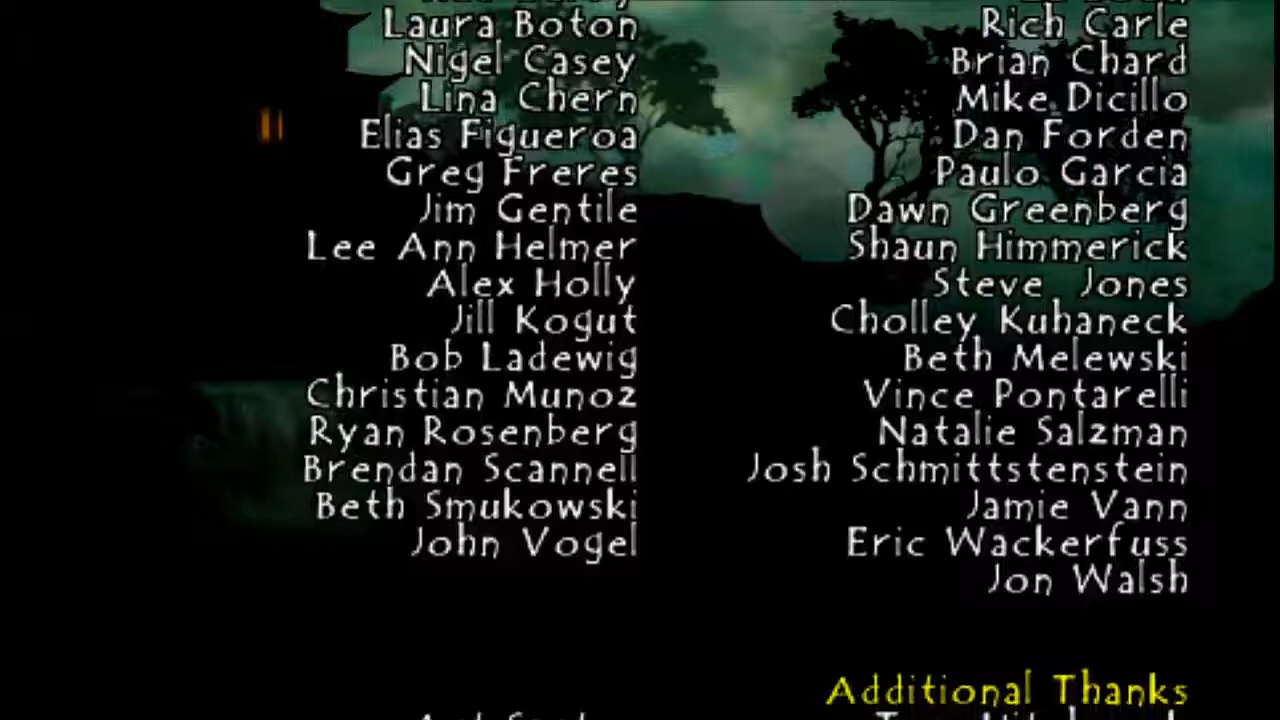 Laura Boton Rich Carle
Nigel Casey Brian Chard
Lina Chern Mike Dicillo
Elias Figueroa Dan Forden
Greg Freres Paulo Garcia
Jim Gentile Dawn Greenberg
Lee Ann Helmer Shaun Himmerick
Alex Holly Steve Jones
Jill Kogut Cholley Kuhaneck
Bob Ladewig Beth Melewski
Christian Munoz Vince Pontarelli
Ryan Rosenberg Natalie Salzman
Brendan Scannell Josh Schmittstenstein
Beth Smukowski Jamie Vann
John Vogel Eric Wackerfuss
Jon Walsh
Additional Thanks